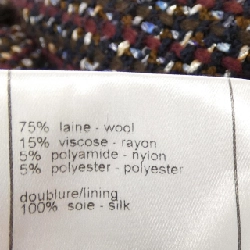 75% laine - wool
15% viscose - rayon
5% polyamide - nylon
5% polyester - polyester
doublure/lining
100% soie - silk